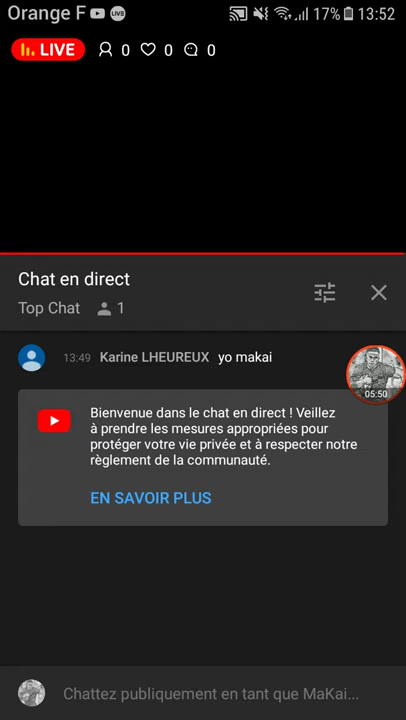 Orange F LIVE 17% 13:52
LIVE 0 0 0
Chat en direct
Top Chat 1
13:49 Karine LHEUREUX yo makai
05:50
Bienvenue dans le chat en direct ! Veillez
à prendre les mesures appropriées pour
protéger votre vie privée et à respecter notre
règlement de la communauté.
EN SAVOIR PLUS
Chattez publiquement en tant que MaKai...